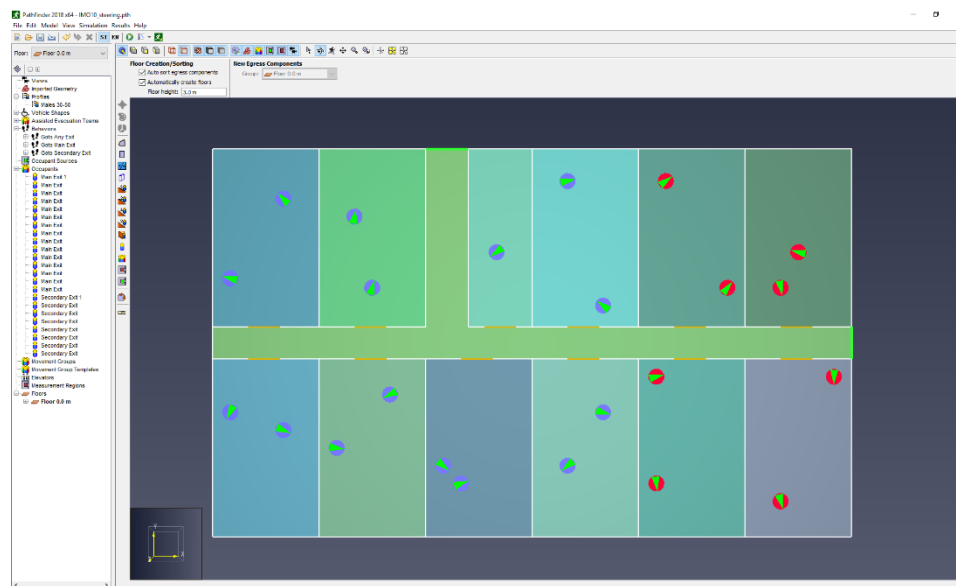 Pathfinder 2018 x64 - IMO10_steering.pth
File Edit Model View Simulation Results Help
Floor: Floor 0.0 m
Floor Creation/Sorting
New Egress Components
Auto sort egress components
Group: Floor 0.0 m
Automatically create floors
Floor height: 3.0 m
Views
Imported Geometry
Profiles
Males 30-50
Vehicle Shapes
Assisted Evacuation Teams
Behaviors
Goto Any Exit
Goto Main Exit
Goto Secondary Exit
Occupant Sources
Occupants
Main Exit 1
Main Exit
Main Exit
Main Exit
Main Exit
Main Exit
Main Exit
Main Exit
Main Exit
Main Exit
Main Exit
Main Exit
Main Exit
Main Exit
Main Exit
Secondary Exit 1
Secondary Exit
Secondary Exit
Secondary Exit
Secondary Exit
Secondary Exit
Secondary Exit
Secondary Exit
Movement Groups
Movement Group Templates
Elevators
Measurement Regions
Floors
Floor 0.0 m
Y
X